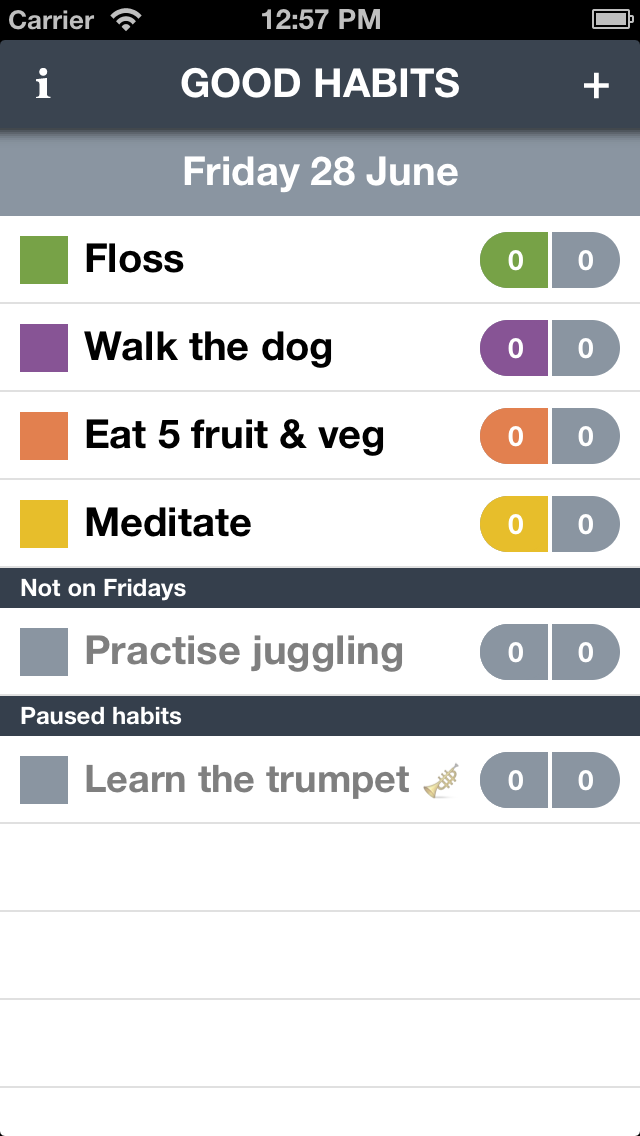 Carrier 12:57 PM
i GOOD HABITS +
Friday 28 June
Floss 0 0
Walk the dog 0 0
Eat 5 fruit & veg 0 0
Meditate 0 0
Not on Fridays
Practise juggling 0 0
Paused habits
Learn the trumpet 🎺 0 0